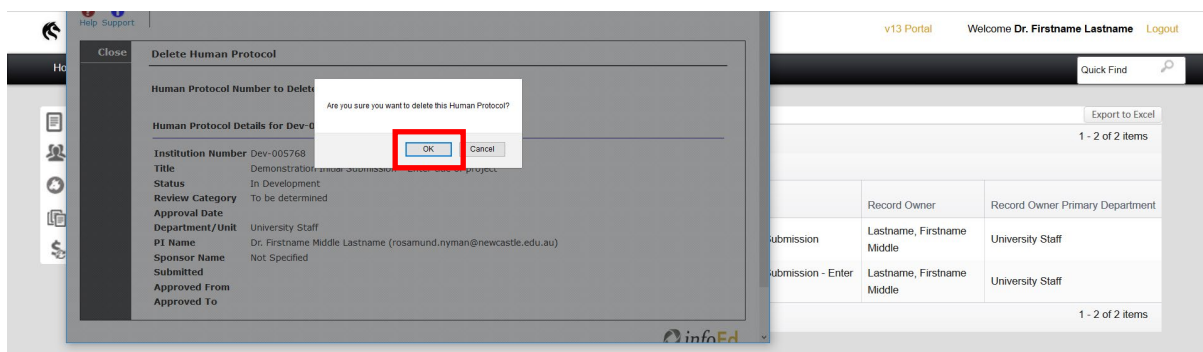 Help Support
v13 Portal Welcome Dr. Firstname Lastname Logout
Close
Delete Human Protocol
Ho
Quick Find
Human Protocol Number to Delete
Are you sure you want to delete this Human Protocol?
Export to Excel
Human Protocol Details for Dev-0
1 - 2 of 2 items
OK Cancel
Institution Number Dev-005768
Title Demonstration Initial Submission - Enter title of project
Status In Development
Review Category To be determined
Approval Date
Department/Unit University Staff
PI Name Dr. Firstname Middle Lastname (rosamund.nyman@newcastle.edu.au)
Sponsor Name Not Specified
Submitted
Approved From
Approved To
Record Owner Record Owner Primary Department
ubmission Lastname, Firstname Middle University Staff
ubmission - Enter Lastname, Firstname Middle University Staff
1 - 2 of 2 items
infoEd